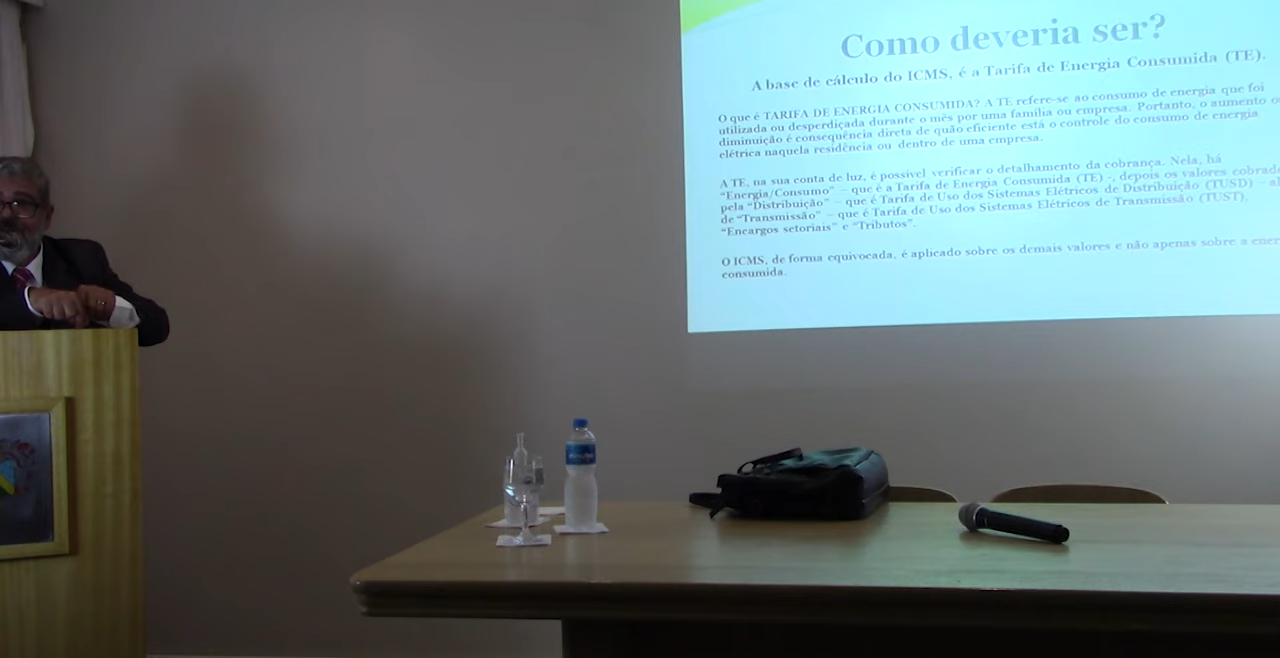 Como deveria ser?
A base de cálculo do ICMS, é a Tarifa de Energia Consumida (TE).
O que é TARIFA DE ENERGIA CONSUMIDA? A TE refere-se ao consumo de energia que foi
utilizada ou desperdiçada durante o mês por uma família ou empresa. Portanto, o aumento
diminuição é consequência direta de quão eficiente está o controle do consumo de energia
elétrica naquela residência ou dentro de uma empresa.
A TE, na sua conta de luz, é possível verificar o detalhamento da cobrança. Nela, há
“Energia/Consumo” – que é a Tarifa de Energia Consumida (TE) -, depois os valores
pela “Distribuição” – que é Tarifa de Uso dos Sistemas Elétricos de Distribuição (TUSD) –
de “Transmissão” – que é Tarifa de Uso dos Sistemas Elétricos de Transmissão (TUST),
“Encargos setoriais” e “Tributos”.
O ICMS, de forma equivocada, é aplicado sobre os demais valores e não apenas sobre a
consumida.